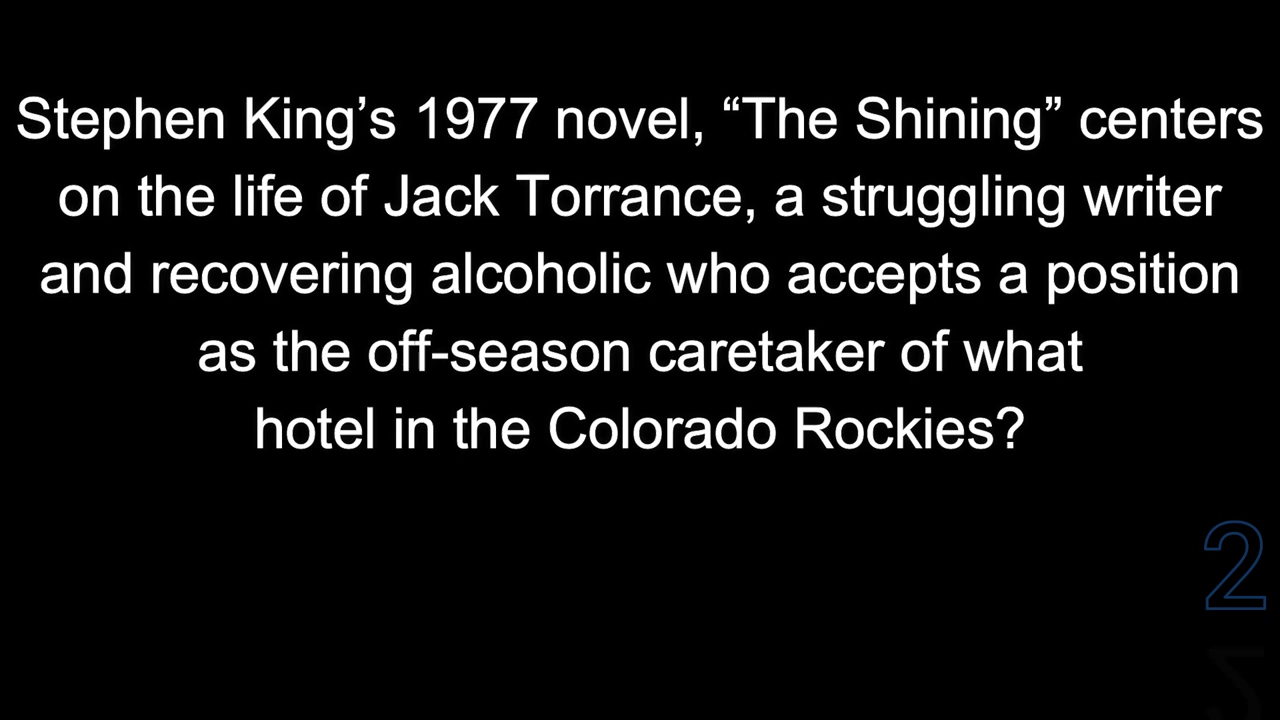 Stephen King’s 1977 novel, “The Shining” centers
on the life of Jack Torrance, a struggling writer
and recovering alcoholic who accepts a position
as the off-season caretaker of what
hotel in the Colorado Rockies?
2